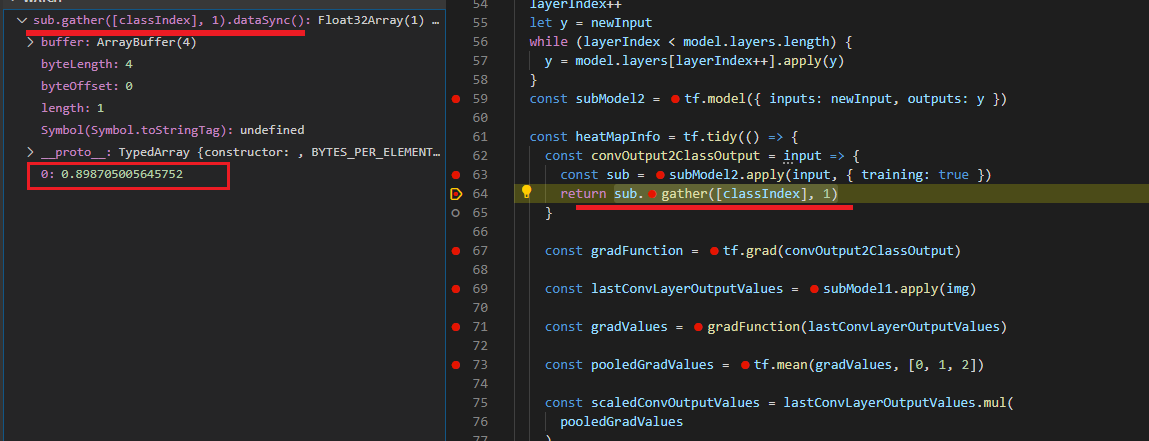 sub.gather([classIndex], 1).dataSync(): Float32Array(1) …
buffer: ArrayBuffer(4)
byteLength: 4
byteOffset: 0
length: 1
Symbol(Symbol.toStringTag): undefined
__proto__: TypedArray {constructor: , BYTES_PER_ELEMENT…
0: 0.898705005645752
54 layerIndex++
55 let y = newInput
56 while (layerIndex < model.layers.length) {
57 y = model.layers[layerIndex++].apply(y)
58 }
59 const subModel2 = tf.model({ inputs: newInput, outputs: y })
60
61 const heatMapInfo = tf.tidy(() => {
62 const convOutput2ClassOutput = input => {
63 const sub = subModel2.apply(input, { training: true })
64 return sub.gather([classIndex], 1)
65 }
66
67 const gradFunction = tf.grad(convOutput2ClassOutput)
68
69 const lastConvLayerOutputValues = subModel1.apply(img)
70
71 const gradValues = gradFunction(lastConvLayerOutputValues)
72
73 const pooledGradValues = tf.mean(gradValues, [0, 1, 2])
74
75 const scaledConvOutputValues = lastConvLayerOutputValues.mul(
76 pooledGradValues
77 )